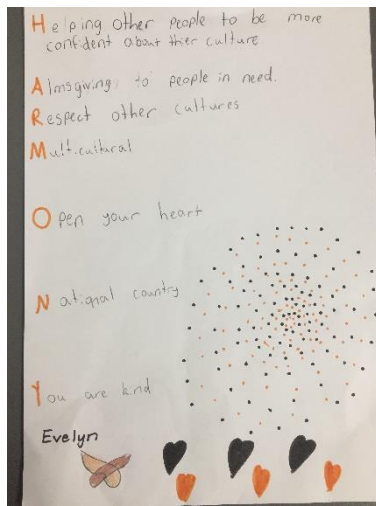 Helping Other People to be more
confident about thier culture
Almsgiving to people in need.
Respect other cultures
Multicultural
Open your heart
National country
You are kind
Evelyn